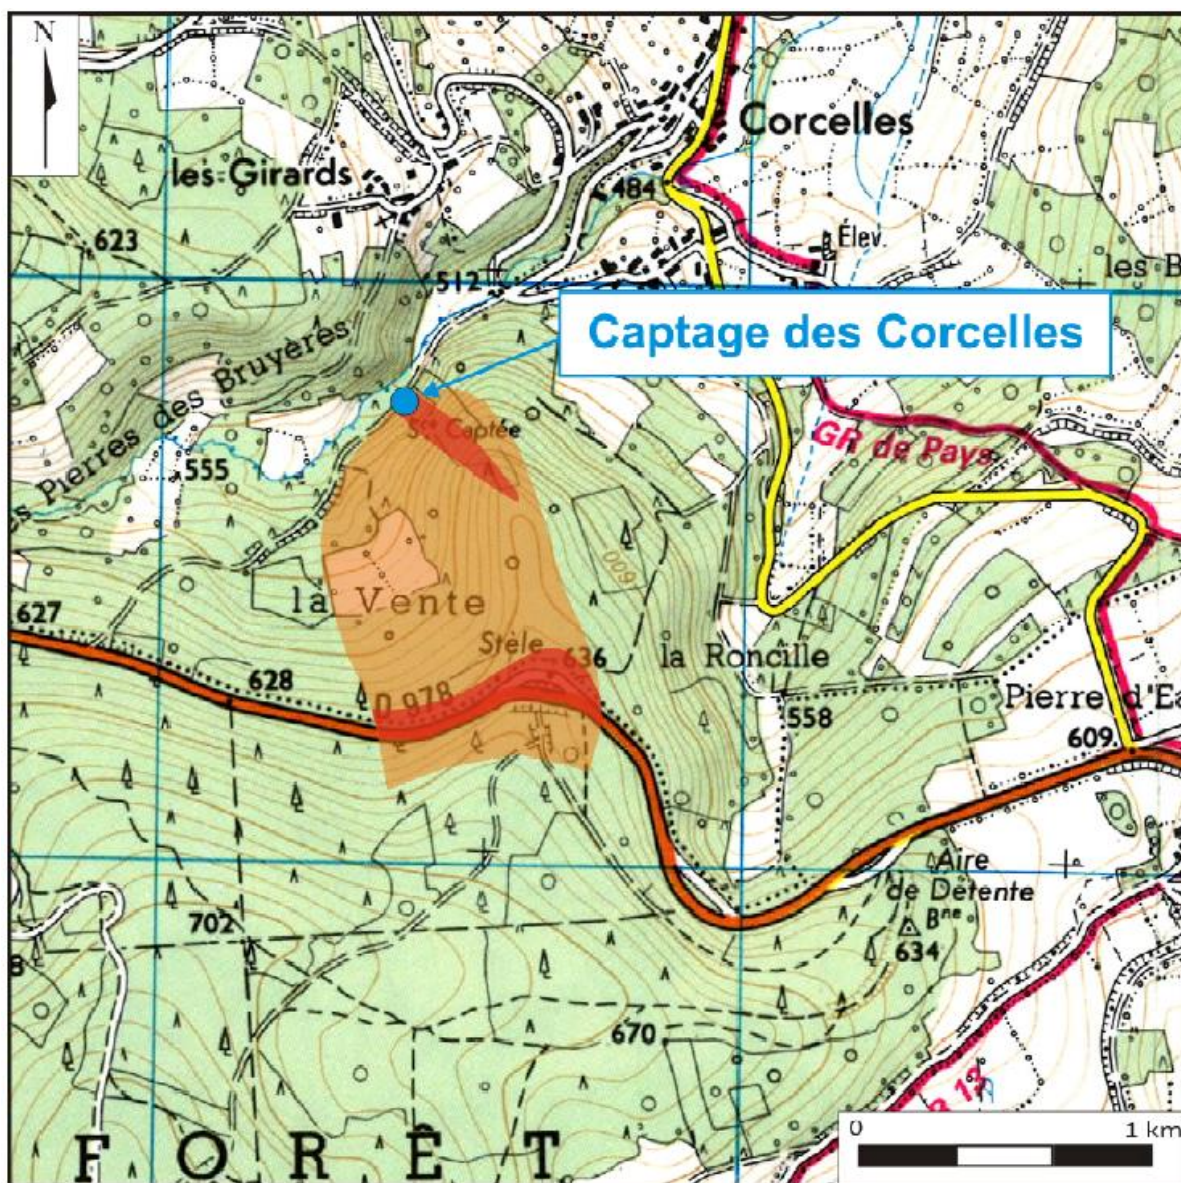 N
Corcelles
les Girards
484
623
Élev.
512
les B
Captage des Corcelles
Pierres des Bruyères
Sce Captée
GR de Pays
555
600
la Vente
627
Stèle
636
la Roncille
628
D 978
Pierre d'Ea
558
609
Aire
de Détente
702
Bne
634
8
670
0
1 km
FORÊT